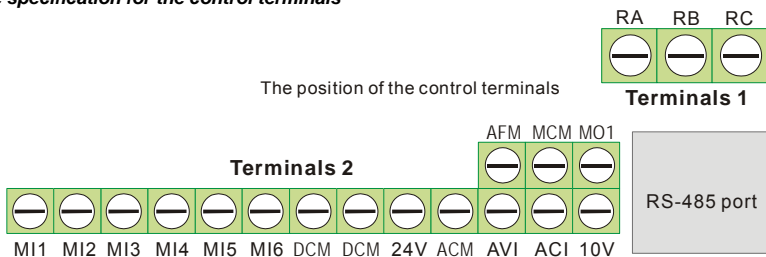 specification for the control terminals
RA RB RC
The position of the control terminals
Terminals 1
AFM MCM MO1
Terminals 2
RS-485 port
MI1 MI2 MI3 MI4 MI5 MI6 DCM DCM 24V ACM AVI ACI 10V